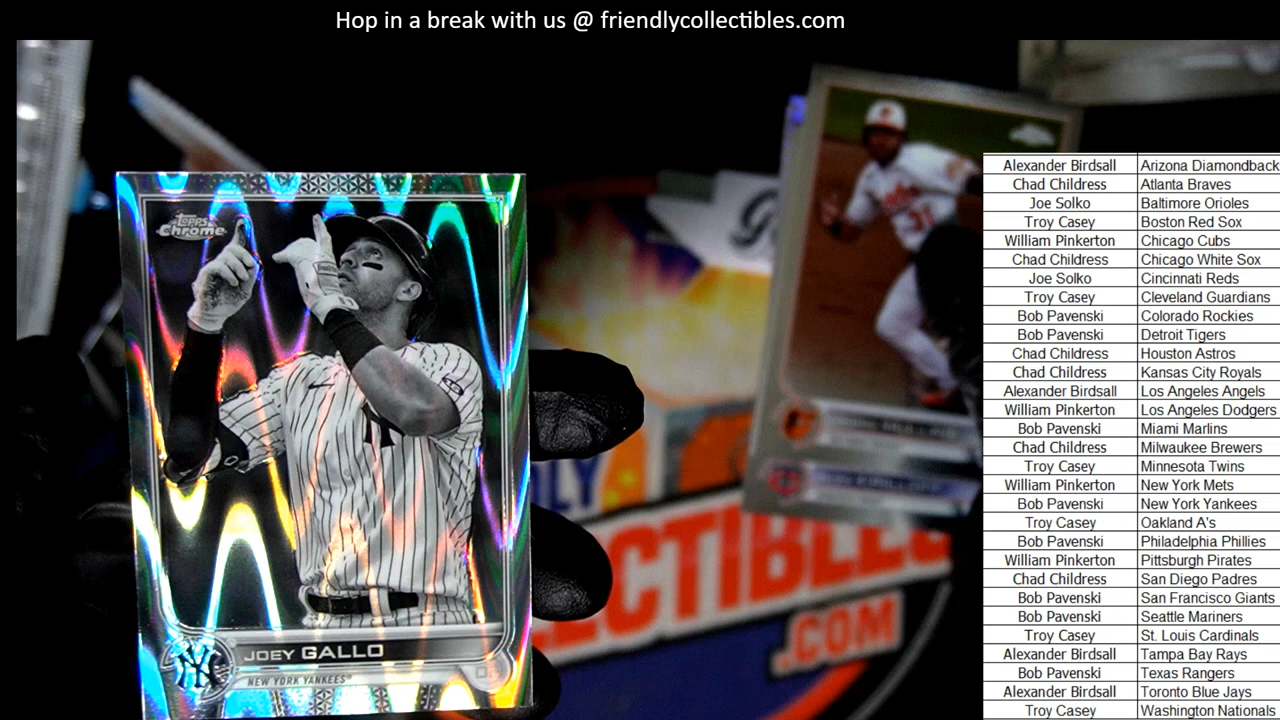 Hop in a break with us @ friendlycollectibles.com
Topps
Chrome
JOEY GALLO
NEW YORK YANKEES
ECTIBLES
.COM
Alexander Birdsall Arizona Diamondback
Chad Childress Atlanta Braves
Joe Solko Baltimore Orioles
Troy Casey Boston Red Sox
William Pinkerton Chicago Cubs
Chad Childress Chicago White Sox
Joe Solko Cincinnati Reds
Troy Casey Cleveland Guardians
Bob Pavenski Colorado Rockies
Bob Pavenski Detroit Tigers
Chad Childress Houston Astros
Chad Childress Kansas City Royals
Alexander Birdsall Los Angeles Angels
William Pinkerton Los Angeles Dodgers
Bob Pavenski Miami Marlins
Chad Childress Milwaukee Brewers
Troy Casey Minnesota Twins
William Pinkerton New York Mets
Bob Pavenski New York Yankees
Troy Casey Oakland A's
Bob Pavenski Philadelphia Phillies
William Pinkerton Pittsburgh Pirates
Chad Childress San Diego Padres
Bob Pavenski San Francisco Giants
Bob Pavenski Seattle Mariners
Troy Casey St. Louis Cardinals
Alexander Birdsall Tampa Bay Rays
Bob Pavenski Texas Rangers
Alexander Birdsall Toronto Blue Jays
Troy Casey Washington Nationals